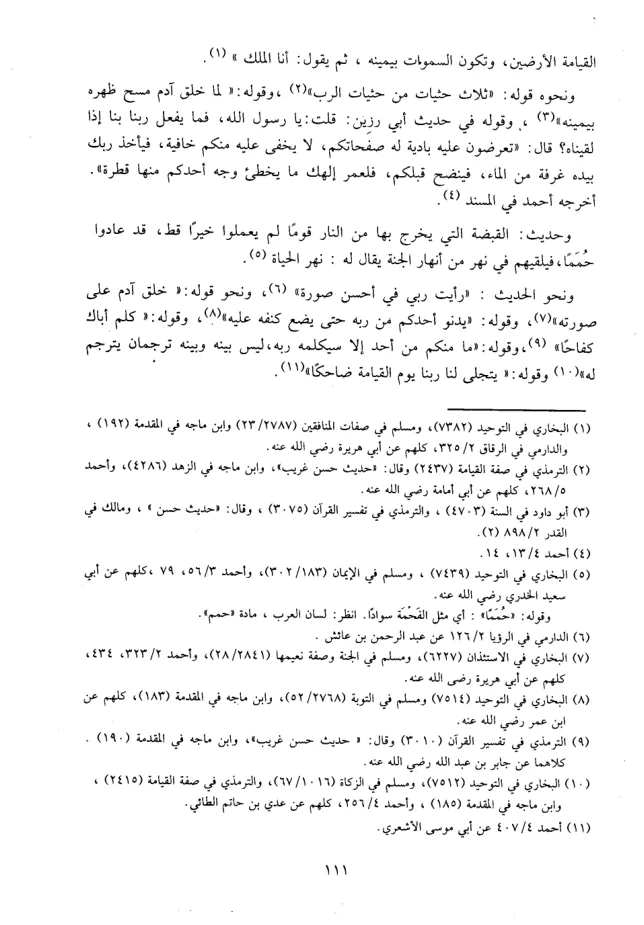 القيامة الأرضين، وتكون السموات بيمينه ، ثم يقول: أنا الملك » (١).
ونحوه قوله: «ثلاث حثيات من حثيات الرب»(٢) ،وقوله:« لما خلق آدم مسح ظهره
بيمينه»(٣) ، وقوله في حديث أبي رزين: قلت:يا رسول الله، فما يفعل ربنا بنا إذا
لقيناه؟ قال: «تعرضون عليه بادية له صفحاتكم، لا يخفى عليه منكم خافية، فيأخذ ربك
بيده غرفة من الماء، فينضح قبلكم، فلعمر إلهك ما يخطئ وجه أحدكم منها قطرة».
أخرجه أحمد في المسند (٤).
وحديث: القبضة التي يخرج بها من النار قومًا لم يعملوا خيرًا قط، قد عادوا
حُمَمًا،فيلقيهم في نهر من أنهار الجنة يقال له : نهر الحياة (٥).
ونحو الحديث : «رأيت ربي في أحسن صورة» (٦)، ونحو قوله:« خلق آدم على
صورته»(٧)، وقوله: «يدنو أحدكم من ربه حتى يضع كنفه عليه»(٨)، وقوله:« كلم أباك
كفاحًا» (٩)،وقوله:«ما منكم من أحد إلا سيكلمه ربه،ليس بينه وبينه ترجمان يترجم
له»(١٠) وقوله:« يتجلى لنا ربنا يوم القيامة ضاحكًا»(١١).
(١) البخاري في التوحيد (٧٣٨٢)، ومسلم في صفات المنافقين (٢٣/٢٧٨٧) وابن ماجه في المقدمة (١٩٢) ،
والدارمي في الرقاق ٣٢٥/٢، كلهم عن أبي هريرة رضي الله عنه.
(٢) الترمذي في صفة القيامة (٢٤٣٧) وقال: «حديث حسن غريب»، وابن ماجه في الزهد (٤٢٨٦)، وأحمد
٢٦٨/٥، كلهم عن أبي أمامة رضي الله عنه.
(٣) أبو داود في السنة (٤٧٠٣) ، والترمذي في تفسير القرآن (٣٠٧٥) ، وقال: «حديث حسن » ، ومالك في
القدر ٨٩٨/٢ (٢).
(٤) أحمد ١٣/٤، ١٤.
(٥) البخاري في التوحيد (٧٤٣٩) ، ومسلم في الإيمان (٣٠٢/١٨٣)، وأحمد ٥٦/٣، ٧٩ ،كلهم عن أبي
سعيد الخدري رضي الله عنه.
وقوله: «حُمَمًا» : أي مثل الفَحْمَة سوادًا. انظر: لسان العرب ، مادة «حمم».
(٦) الدارمي في الرؤيا ١٢٦/٢ عن عبد الرحمن بن عائش .
(٧) البخاري في الاستئذان (٦٢٢٧)، ومسلم في الجنة وصفة نعيمها (٢٨/٢٨٤١)، وأحمد ٣٢٣/٢، ٤٣٤،
كلهم عن أبي هريرة رضى الله عنه.
(٨) البخاري في التوحيد (٧٥١٤) ومسلم في التوبة (٥٢/٢٧٦٨)، وابن ماجه في المقدمة (١٨٣)، كلهم عن
ابن عمر رضي الله عنه.
(٩) الترمذي في تفسير القرآن (٣٠١٠) وقال: « حديث حسن غريب»، وابن ماجه في المقدمة (١٩٠) .
كلاهما عن جابر بن عبد الله رضي الله عنه.
(١٠) البخاري في التوحيد (٧٥١٢)، ومسلم في الزكاة (٦٧/١٠١٦)، والترمذي في صفة القيامة (٢٤١٥) ،
وابن ماجه في المقدمة (١٨٥) ، وأحمد ٢٥٦/٤، كلهم عن عدي بن حاتم الطائي.
(١١) أحمد ٤٠٧/٤ عن أبي موسى الأشعري.
١١١